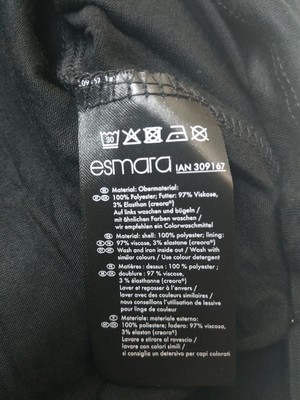 30
esmara IAN 309167
Material: Obermaterial:
100% Polyester; Futter: 97% Viskose,
3% Elasthan (creora®)
Auf links waschen und bügeln /
mit ähnlichen Farben waschen /
wir empfehlen ein Colorwaschmittel
Material: shell: 100% polyester; lining:
97% viscose, 3% elastane (creora®)
Wash and iron inside out / Wash with
similar colours / Use colour detergent
Matières : dessus : 100 % polyester ;
doublure : 97 % viscose,
3 % élasthanne (creora®)
Laver et repasser à l'envers /
laver avec des couleurs similaires /
nous conseillons l'utilisation d'un produit
pour linge de couleur
Materiale: materiale esterno:
100% poliestere; fodera: 97% viscosa,
3% elastan (creora®)
Lavare e stirare al rovescio /
lavare con colori simili /
si consiglia un detersivo per capi colorati